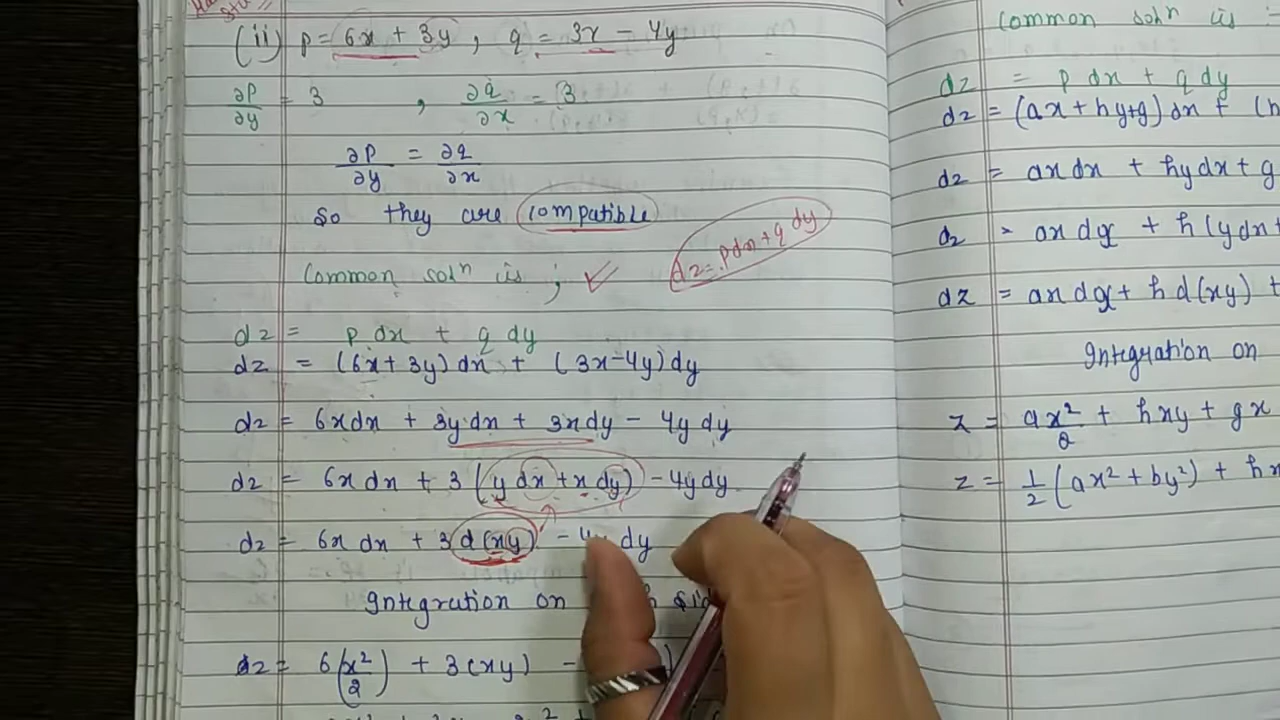 (ii) p = 6x + 3y , q = 3x - 4y
∂P/∂y = 3 , ∂q/∂x = 3
∂P/∂y = ∂q/∂x
So they are compatible
Common solⁿ is ;
dz = pdx + q dy
dz = p dx + q dy
dz = (6x + 3y) dx + (3x-4y) dy
dz = 6x dx + 3y dx + 3x dy - 4y dy
dz = 6x dx + 3 (y dx + x dy) - 4y dy
dz = 6x dx + 3 d(xy) - 4y dy
Integration on
dz = 6(x²/2) + 3(xy) -
Common solⁿ is :-
dz = p dx + q dy
dz = (ax + hy+g) dx + (h
dz = ax dx + hy dx + g
dz = ax dx + h(y dx +
dz = ax dx + h d(xy) +
Integration on
z = ax²/2 + hxy + gx
z = 1/2 (ax² + by²) + hx